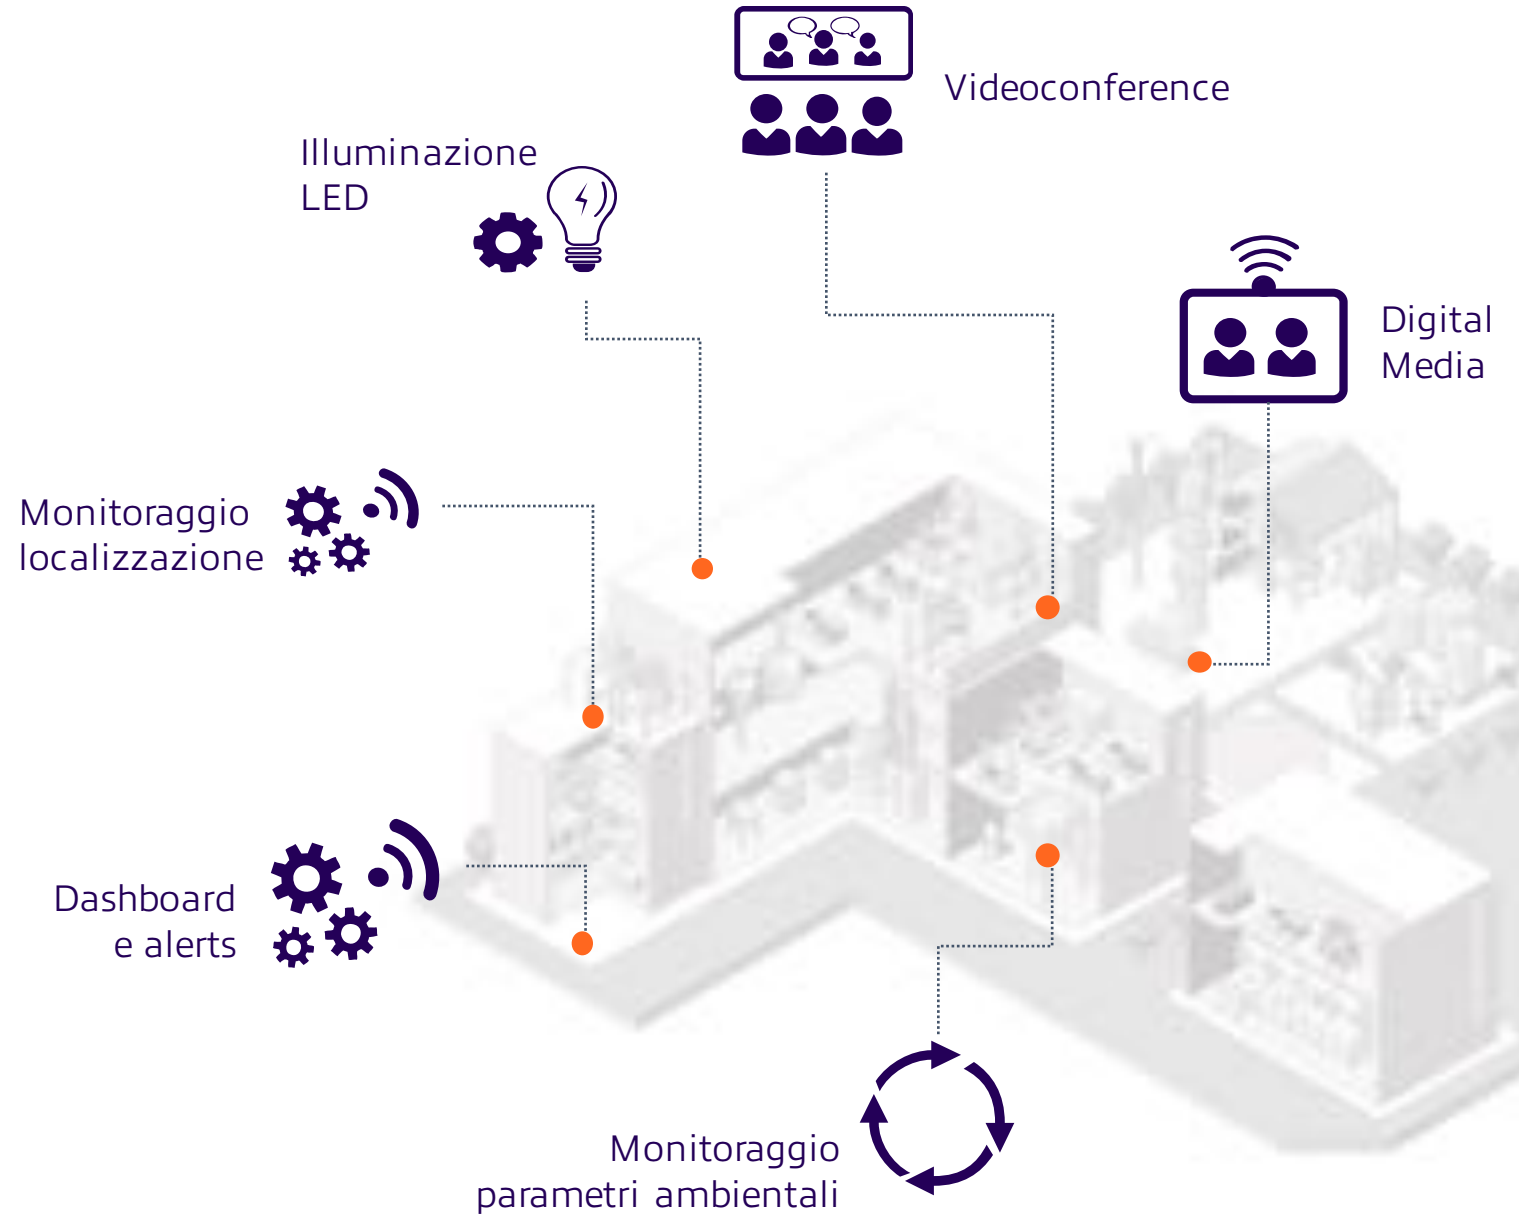 Videoconference
Illuminazione
LED
Digital
Media
Monitoraggio
localizzazione
Dashboard
e alerts
Monitoraggio
parametri ambientali